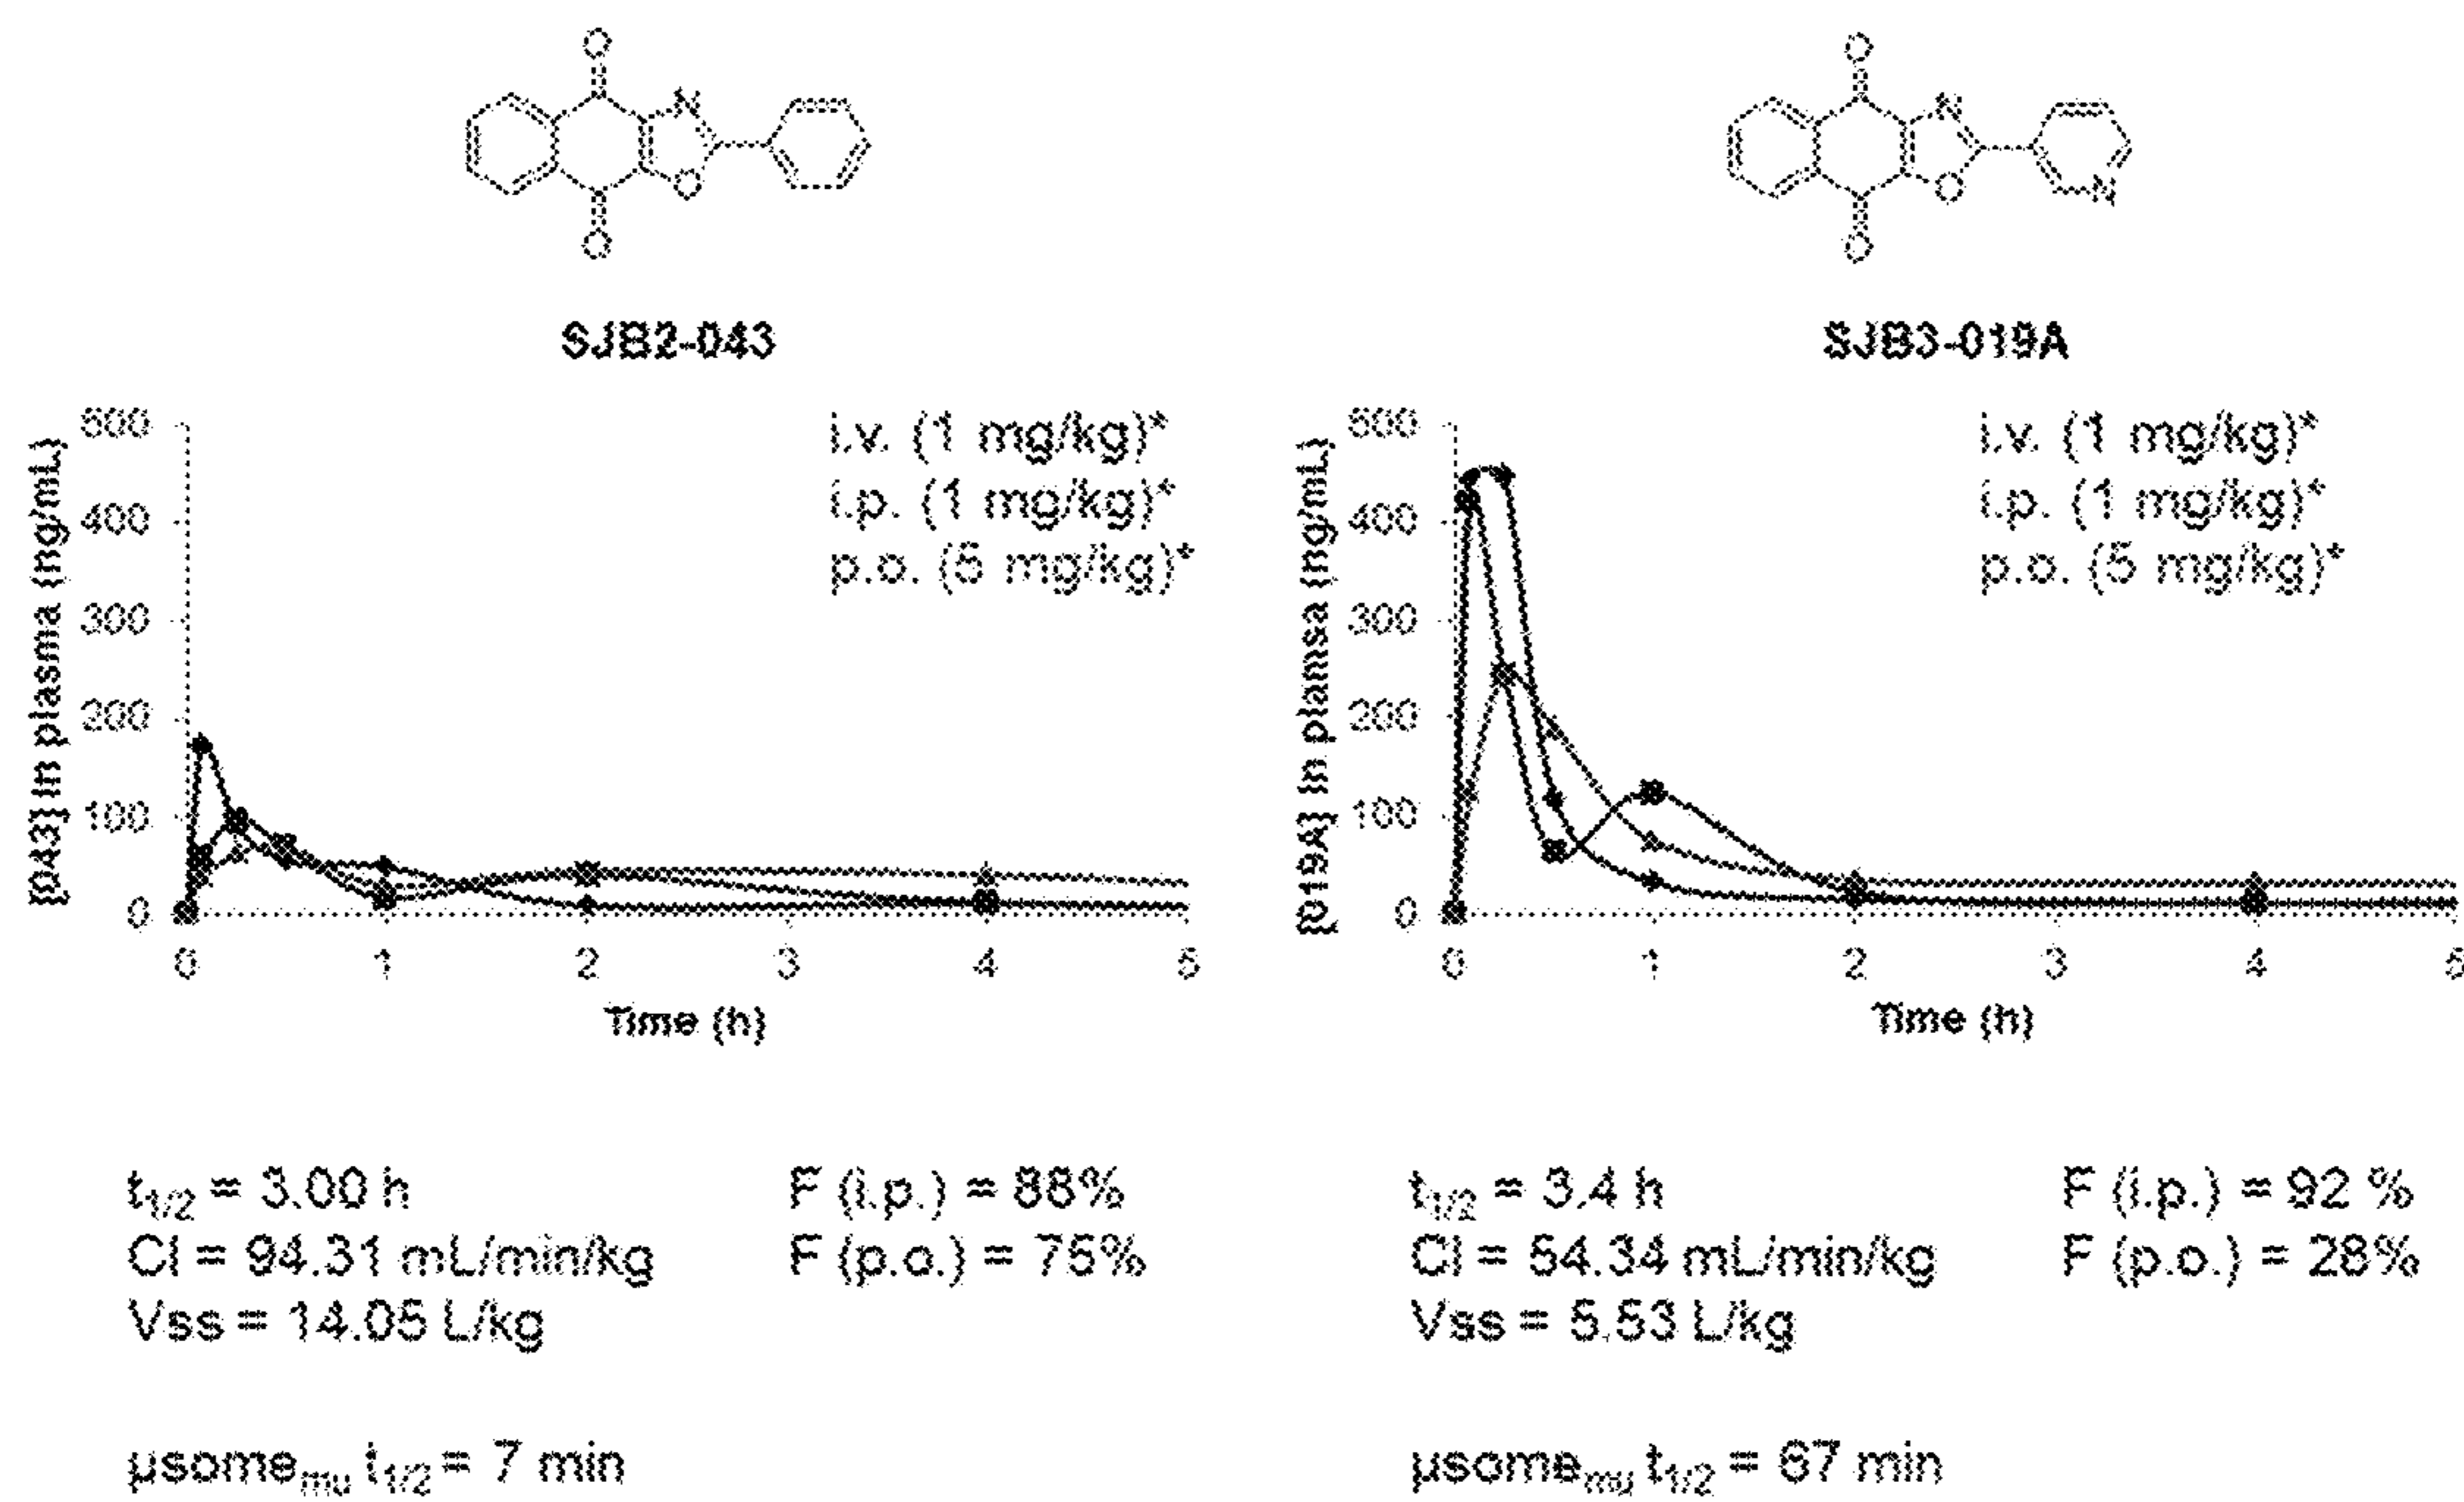 O
N
O
O
SJB2-043
[043] in plasma (ng/mL)
500
400
300
200
100
0
0 1 2 3 4 5
Time (h)
i.v. (1 mg/kg)*
i.p. (1 mg/kg)*
p.o. (5 mg/kg)*
t1/2 = 3.00 h
Cl = 94.31 mL/min/kg
Vss = 14.05 L/kg
F (i.p.) = 88%
F (p.o.) = 75%
µsomemu t1/2 = 7 min
O
N
O
N
O
SJB3-019A
[019A] in plamsa (ng/mL)
500
400
300
200
100
0
0 1 2 3 4 5
Time (h)
i.v. (1 mg/kg)*
i.p. (1 mg/kg)*
p.o. (5 mg/kg)*
t1/2 = 3.4 h
Cl = 54.34 mL/min/kg
Vss = 5.53 L/kg
F (i.p.) = 92 %
F (p.o.) = 28%
µsomemu t1/2 = 67 min